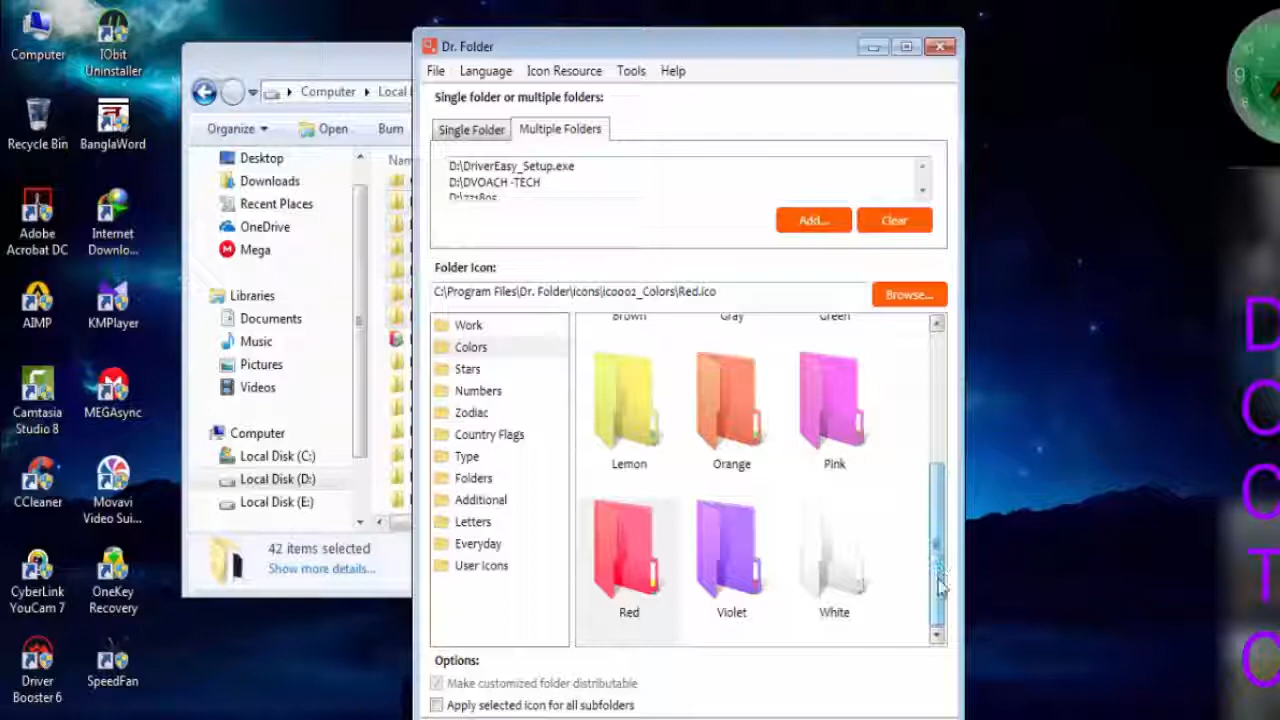 Computer
IObit
Uninstaller
Recycle Bin
BanglaWord
Adobe
Acrobat DC
Internet
Downlo...
AIMP
KMPlayer
Camtasia
Studio 8
MEGAsync
CCleaner
Movavi
Video Sui...
CyberLink
YouCam 7
OneKey
Recovery
Driver
Booster 6
SpeedFan
Computer
Organize
Open
Burn
Desktop
Downloads
Recent Places
OneDrive
Mega
Libraries
Documents
Music
Pictures
Videos
Computer
Local Disk (C:)
Local Disk (D:)
Local Disk (E:)
42 items selected
Show more details...
Dr. Folder
File Language Icon Resource Tools Help
Single folder or multiple folders:
Single Folder Multiple Folders
D:\DriverEasy_Setup.exe
D:\DVOACH -TECH
Add... Clear
Folder Icon:
C:\Program Files\Dr. Folder\icons\ico002_Colors\Red.ico
Browse...
Work
Colors
Stars
Numbers
Zodiac
Country Flags
Type
Folders
Additional
Letters
Everyday
User Icons
Brown Gray Green
Lemon Orange Pink
Red Violet White
Options:
Make customized folder distributable
Apply selected icon for all subfolders
9
8
D
O
C
T
O